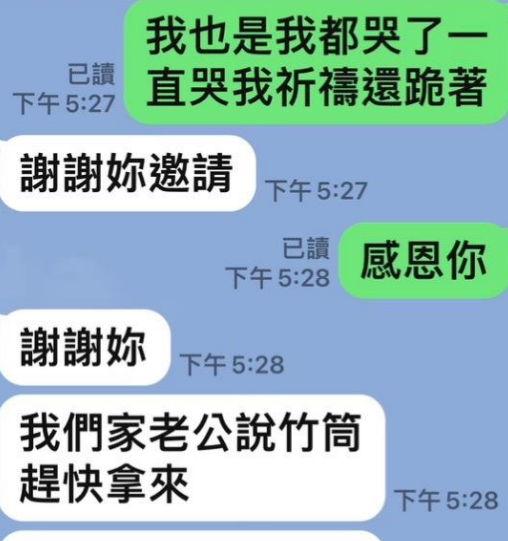 我也是我都哭了一
直哭我祈禱還跪著
已讀
下午 5:27
謝謝妳邀請
下午 5:27
已讀
下午 5:28
感恩你
謝謝妳
下午 5:28
我們家老公說竹筒
趕快拿來
下午 5:28